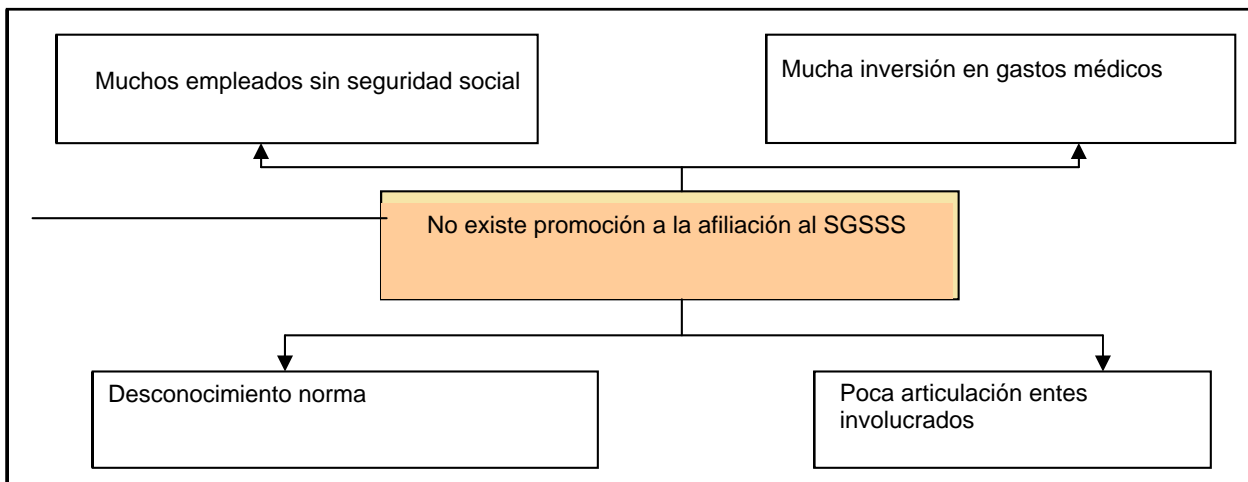 Muchos empleados sin seguridad social
Mucha inversión en gastos médicos
No existe promoción a la afiliación al SGSSS
Desconocimiento norma
Poca articulación entes
involucrados